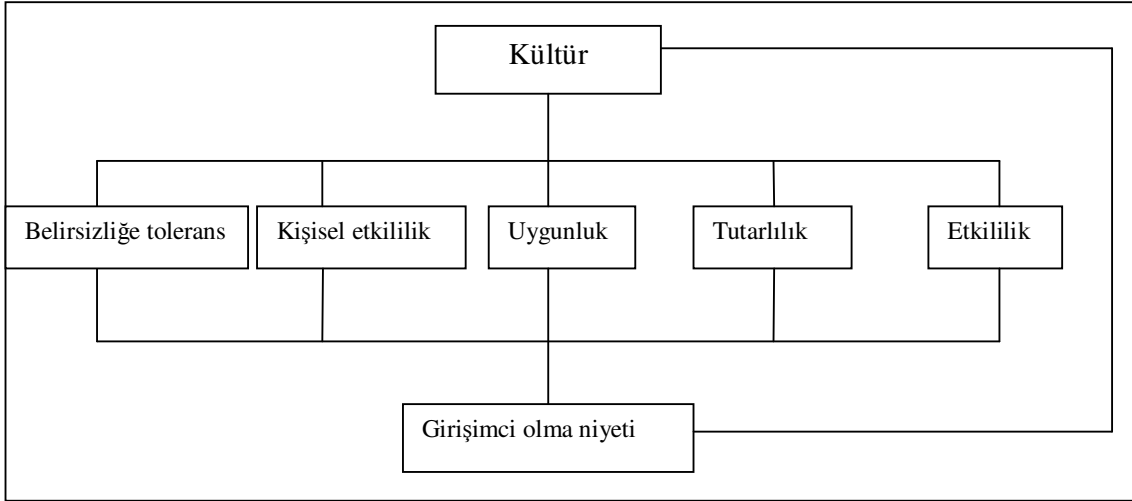 Kültür
Belirsizliğe tolerans
Kişisel etkililik
Uygunluk
Tutarlılık
Etkililik
Girişimci olma niyeti